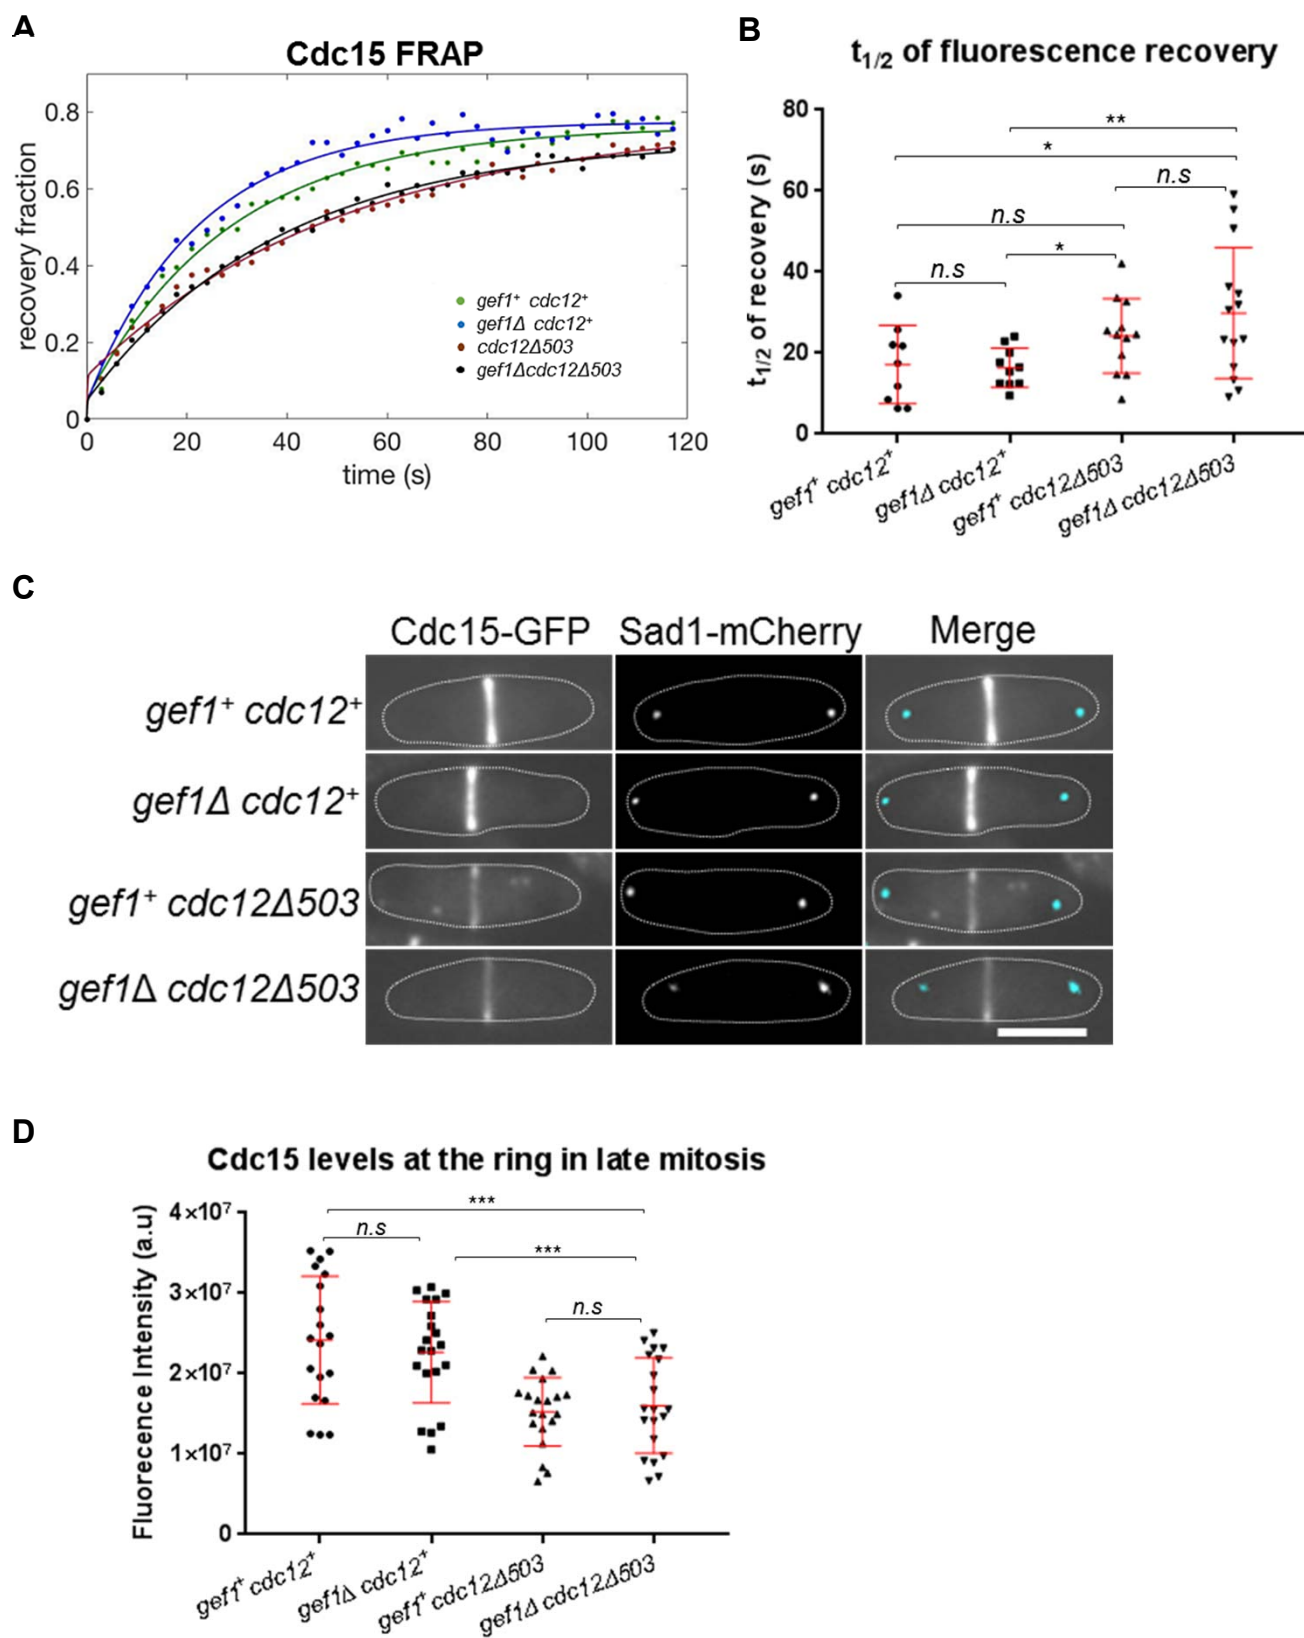 A
Cdc15 FRAP
recovery fraction
0.8
0.6
0.4
0.2
0
gef1⁺ cdc12⁺
gef1Δ cdc12⁺
cdc12Δ503
gef1Δcdc12Δ503
0 20 40 60 80 100 120
time (s)
B
t1/2 of fluorescence recovery
t1/2 of recovery (s)
80
60
40
20
0
**
*
n.s
n.s
*
n.s
gef1⁺ cdc12⁺
gef1Δ cdc12⁺
gef1⁺ cdc12Δ503
gef1Δ cdc12Δ503
C
Cdc15-GFP Sad1-mCherry Merge
gef1⁺ cdc12⁺
gef1Δ cdc12⁺
gef1⁺ cdc12Δ503
gef1Δ cdc12Δ503
D
Cdc15 levels at the ring in late mitosis
Fluorecence Intensity (a.u)
4×10⁷
3×10⁷
2×10⁷
1×10⁷
0
***
n.s
***
n.s
gef1⁺ cdc12⁺
gef1Δ cdc12⁺
gef1⁺ cdc12Δ503
gef1Δ cdc12Δ503